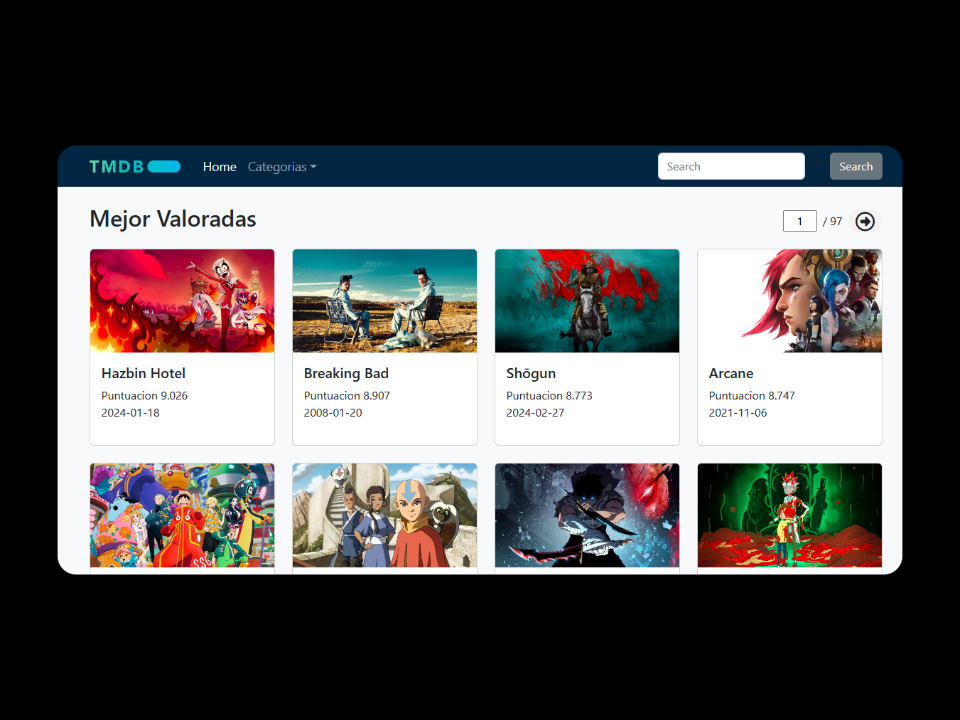 TMDB Home Categorias Search Search
Mejor Valoradas 1 / 97
Hazbin Hotel
Puntuacion 9.026
2024-01-18
Breaking Bad
Puntuacion 8.907
2008-01-20
Shōgun
Puntuacion 8.773
2024-02-27
Arcane
Puntuacion 8.747
2021-11-06